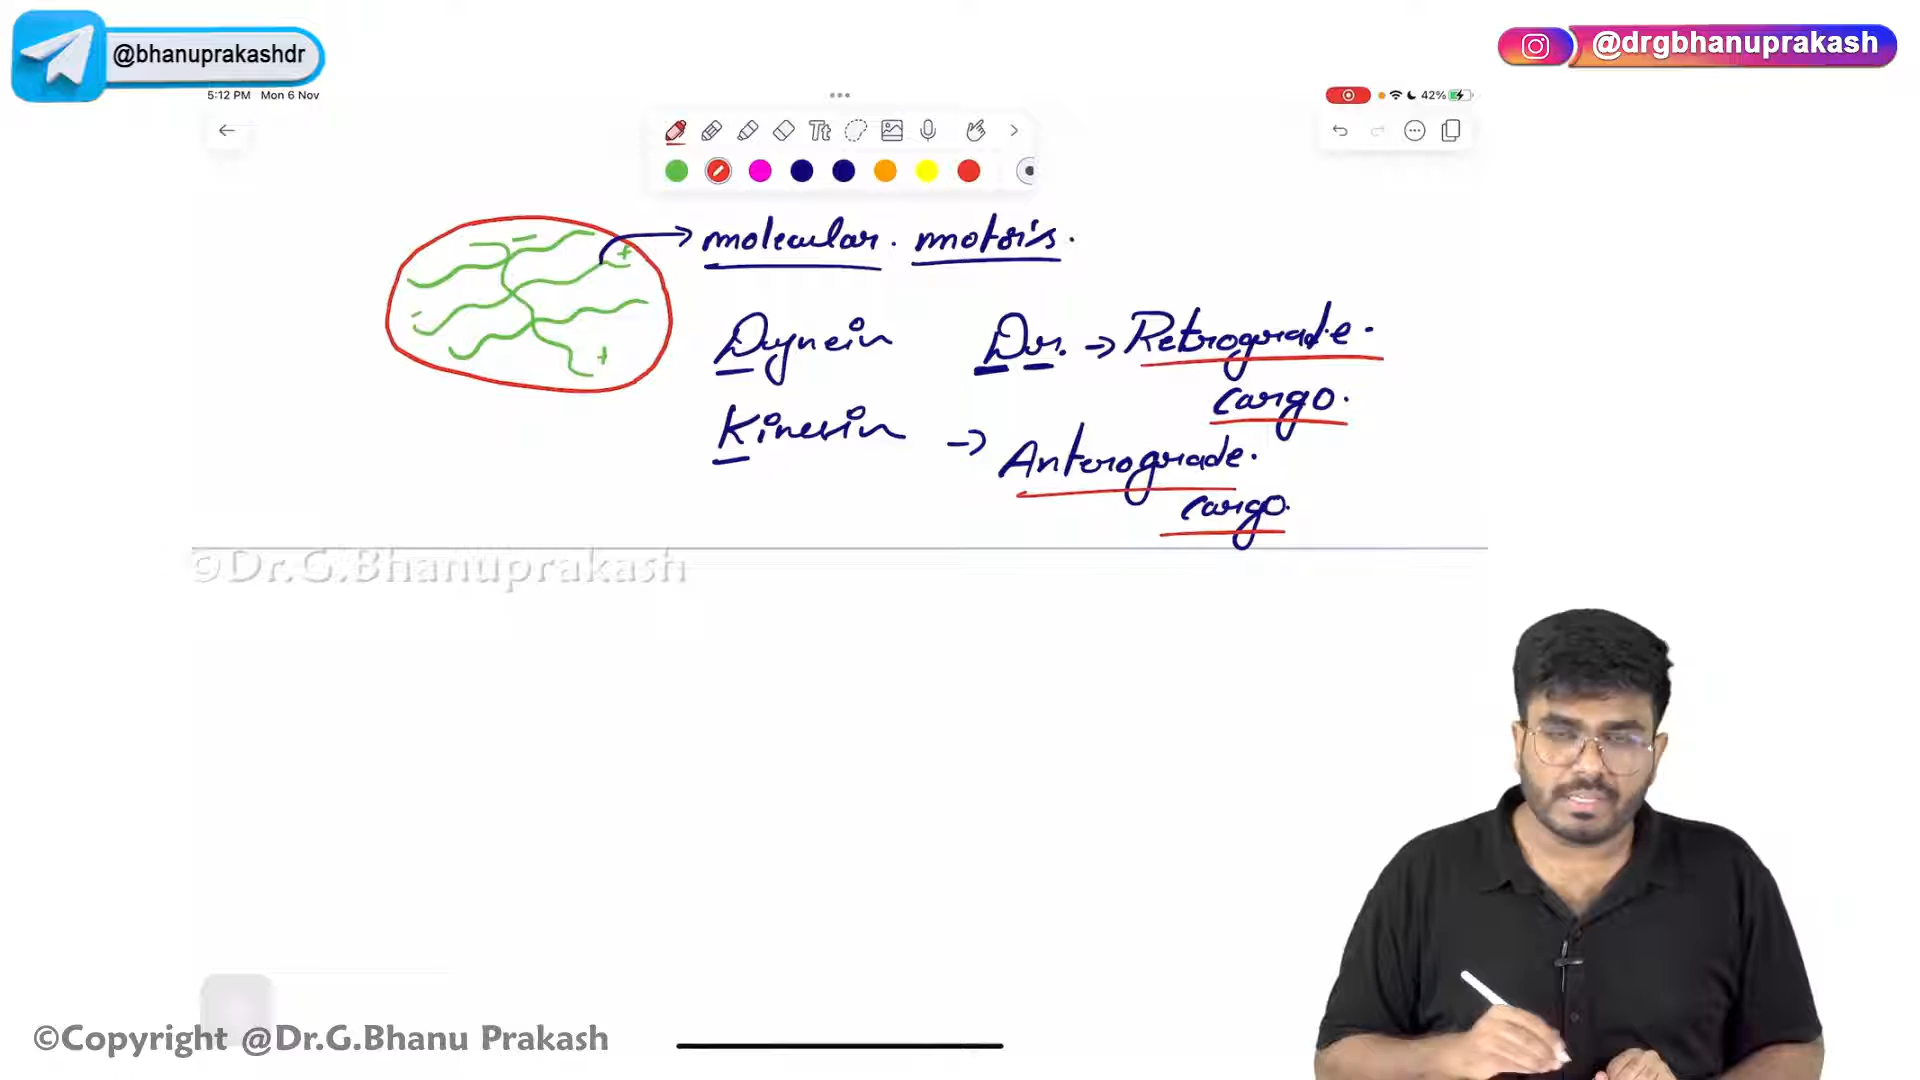 @bhanuprakashdr
@drgbhanuprakash
5:12 PM Mon 6 Nov
42%
Tt
molecular. motors.
Dynein Dr. → Retrograde.
cargo.
Kinesin → Anterograde.
cargo.
©Dr.G.Bhanuprakash
©Copyright @Dr.G.Bhanu Prakash